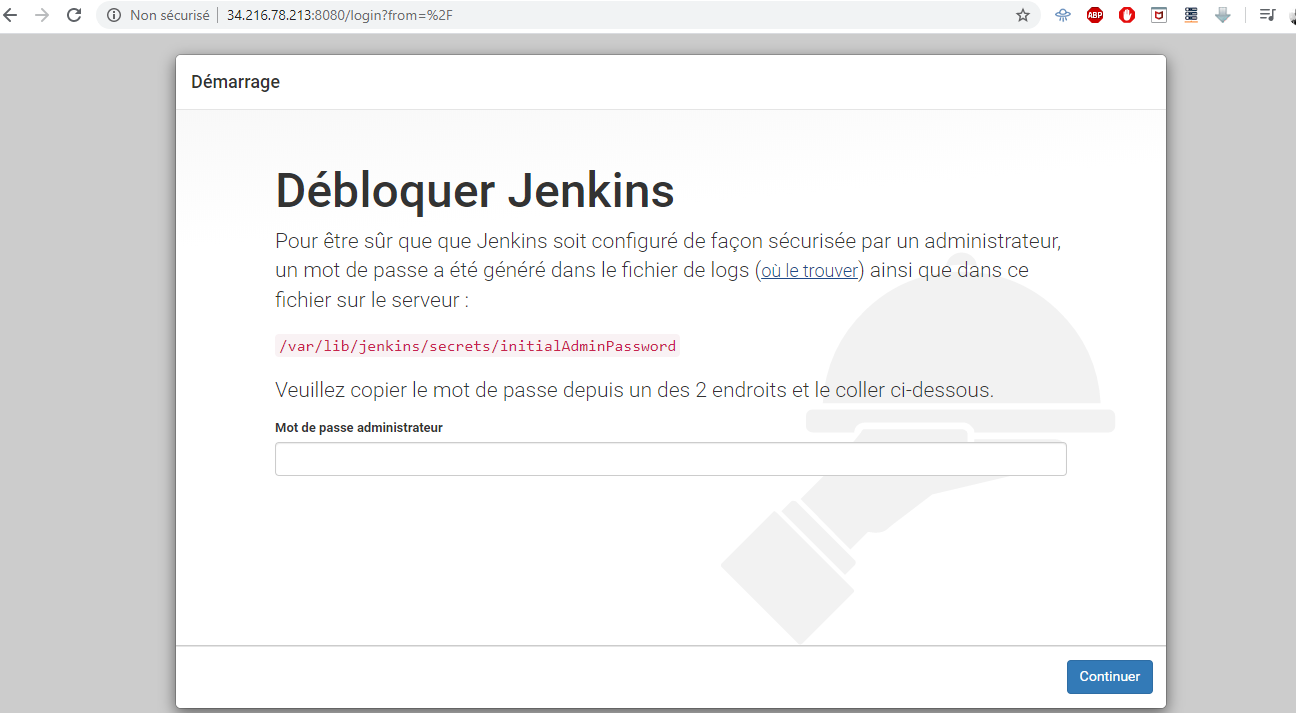 Non sécurisé
34.216.78.213:8080/login?from=%2F
ABP
Démarrage
Débloquer Jenkins
Pour être sûr que que Jenkins soit configuré de façon sécurisée par un administrateur,
un mot de passe a été généré dans le fichier de logs (où le trouver) ainsi que dans ce
fichier sur le serveur :
/var/lib/jenkins/secrets/initialAdminPassword
Veuillez copier le mot de passe depuis un des 2 endroits et le coller ci-dessous.
Mot de passe administrateur
Continuer